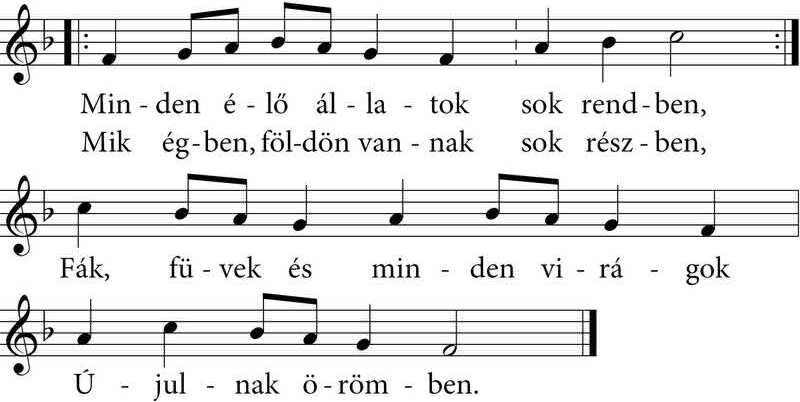 Min - den é - lő ál - la - tok sok rend - ben,
Mik ég - ben, föl - dön van - nak sok rész - ben,
Fák, fü - vek és min - den vi - rá - gok
Ú - jul - nak ö - röm - ben.